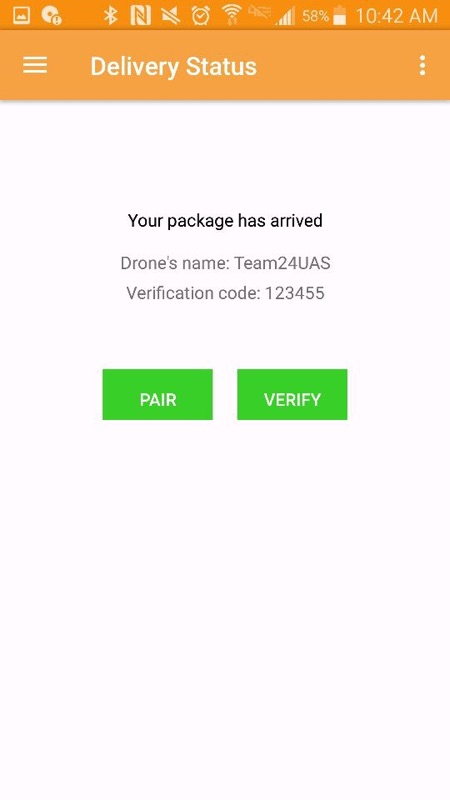 58% 10:42 AM
Delivery Status
Your package has arrived
Drone's name: Team24UAS
Verification code: 123455
PAIR VERIFY